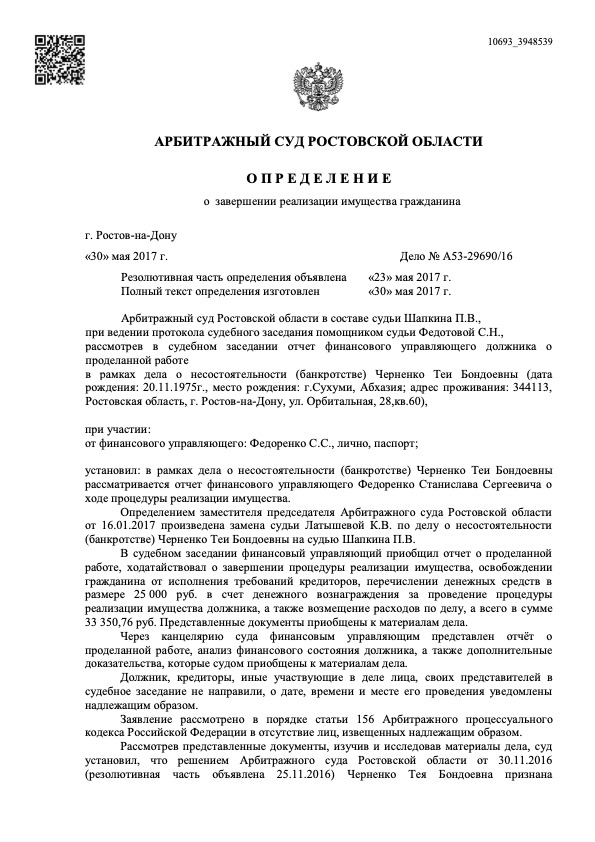 10693_3948539
АРБИТРАЖНЫЙ СУД РОСТОВСКОЙ ОБЛАСТИ
О П Р Е Д Е Л Е Н И Е
о завершении реализации имущества гражданина
г. Ростов-на-Дону
«30» мая 2017 г. Дело № А53-29690/16
Резолютивная часть определения объявлена «23» мая 2017 г.
Полный текст определения изготовлен «30» мая 2017 г.
Арбитражный суд Ростовской области в составе судьи Шапкина П.В.,
при ведении протокола судебного заседания помощником судьи Федотовой С.Н.,
рассмотрев в судебном заседании отчет финансового управляющего должника о
проделанной работе
в рамках дела о несостоятельности (банкротстве) Черненко Теи Бондоевны (дата
рождения: 20.11.1975г., место рождения: г.Сухуми, Абхазия; адрес проживания: 344113,
Ростовская область, г. Ростов-на-Дону, ул. Орбитальная, 28,кв.60),
при участии:
от финансового управляющего: Федоренко С.С., лично, паспорт;
установил: в рамках дела о несостоятельности (банкротстве) Черненко Теи Бондоевны
рассматривается отчет финансового управляющего Федоренко Станислава Сергеевича о
ходе процедуры реализации имущества.
Определением заместителя председателя Арбитражного суда Ростовской области
от 16.01.2017 произведена замена судьи Латышевой К.В. по делу о несостоятельности
(банкротстве) Черненко Теи Бондоевны на судью Шапкина П.В.
В судебном заседании финансовый управляющий приобщил отчет о проделанной
работе, ходатайствовал о завершении процедуры реализации имущества, освобождении
гражданина от исполнения требований кредиторов, перечислении денежных средств в
размере 25 000 руб. в счет денежного вознаграждения за проведение процедуры
реализации имущества должника, а также возмещение расходов по делу, а всего в сумме
33 350,76 руб. Представленные документы приобщены к материалам дела.
Через канцелярию суда финансовым управляющим представлен отчёт о
проделанной работе, анализ финансового состояния должника, а также дополнительные
доказательства, которые судом приобщены к материалам дела.
Должник, кредиторы, иные участвующие в деле лица, своих представителей в
судебное заседание не направили, о дате, времени и месте его проведения уведомлены
надлежащим образом.
Заявление рассмотрено в порядке статьи 156 Арбитражного процессуального
кодекса Российской Федерации в отсутствие лиц, извещенных надлежащим образом.
Рассмотрев представленные документы, изучив и исследовав материалы дела, суд
установил, что решением Арбитражного суда Ростовской области от 30.11.2016
(резолютивная часть объявлена 25.11.2016) Черненко Тея Бондоевна признана